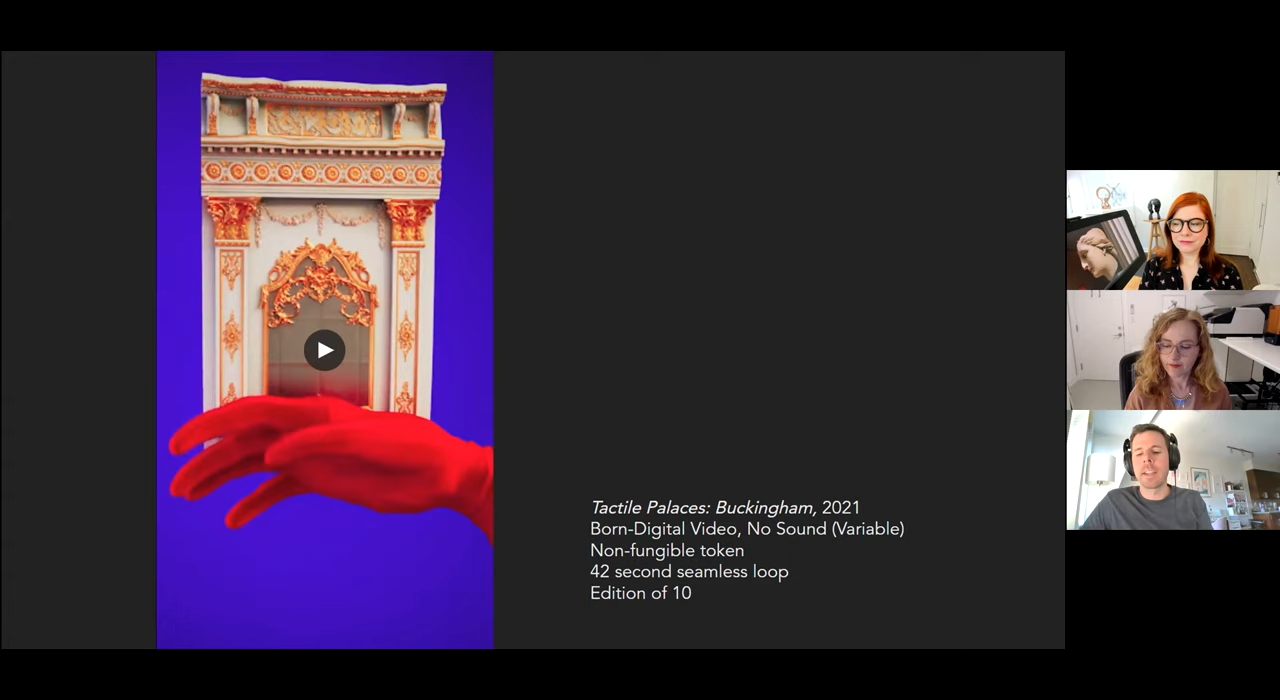 Tactile Palaces: Buckingham, 2021
Born-Digital Video, No Sound (Variable)
Non-fungible token
42 second seamless loop
Edition of 10